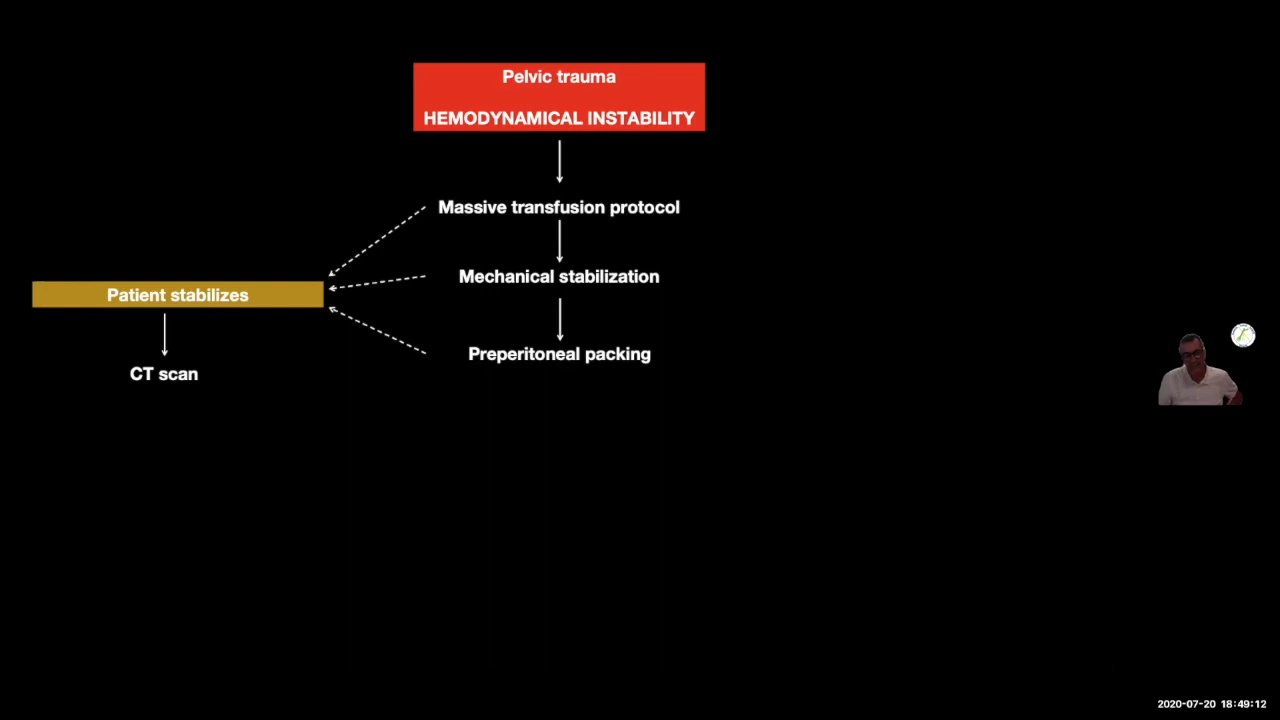 Pelvic trauma
HEMODYNAMICAL INSTABILITY
Massive transfusion protocol
Mechanical stabilization
Patient stabilizes
Preperitoneal packing
CT scan
2020-07-20 18:49:12